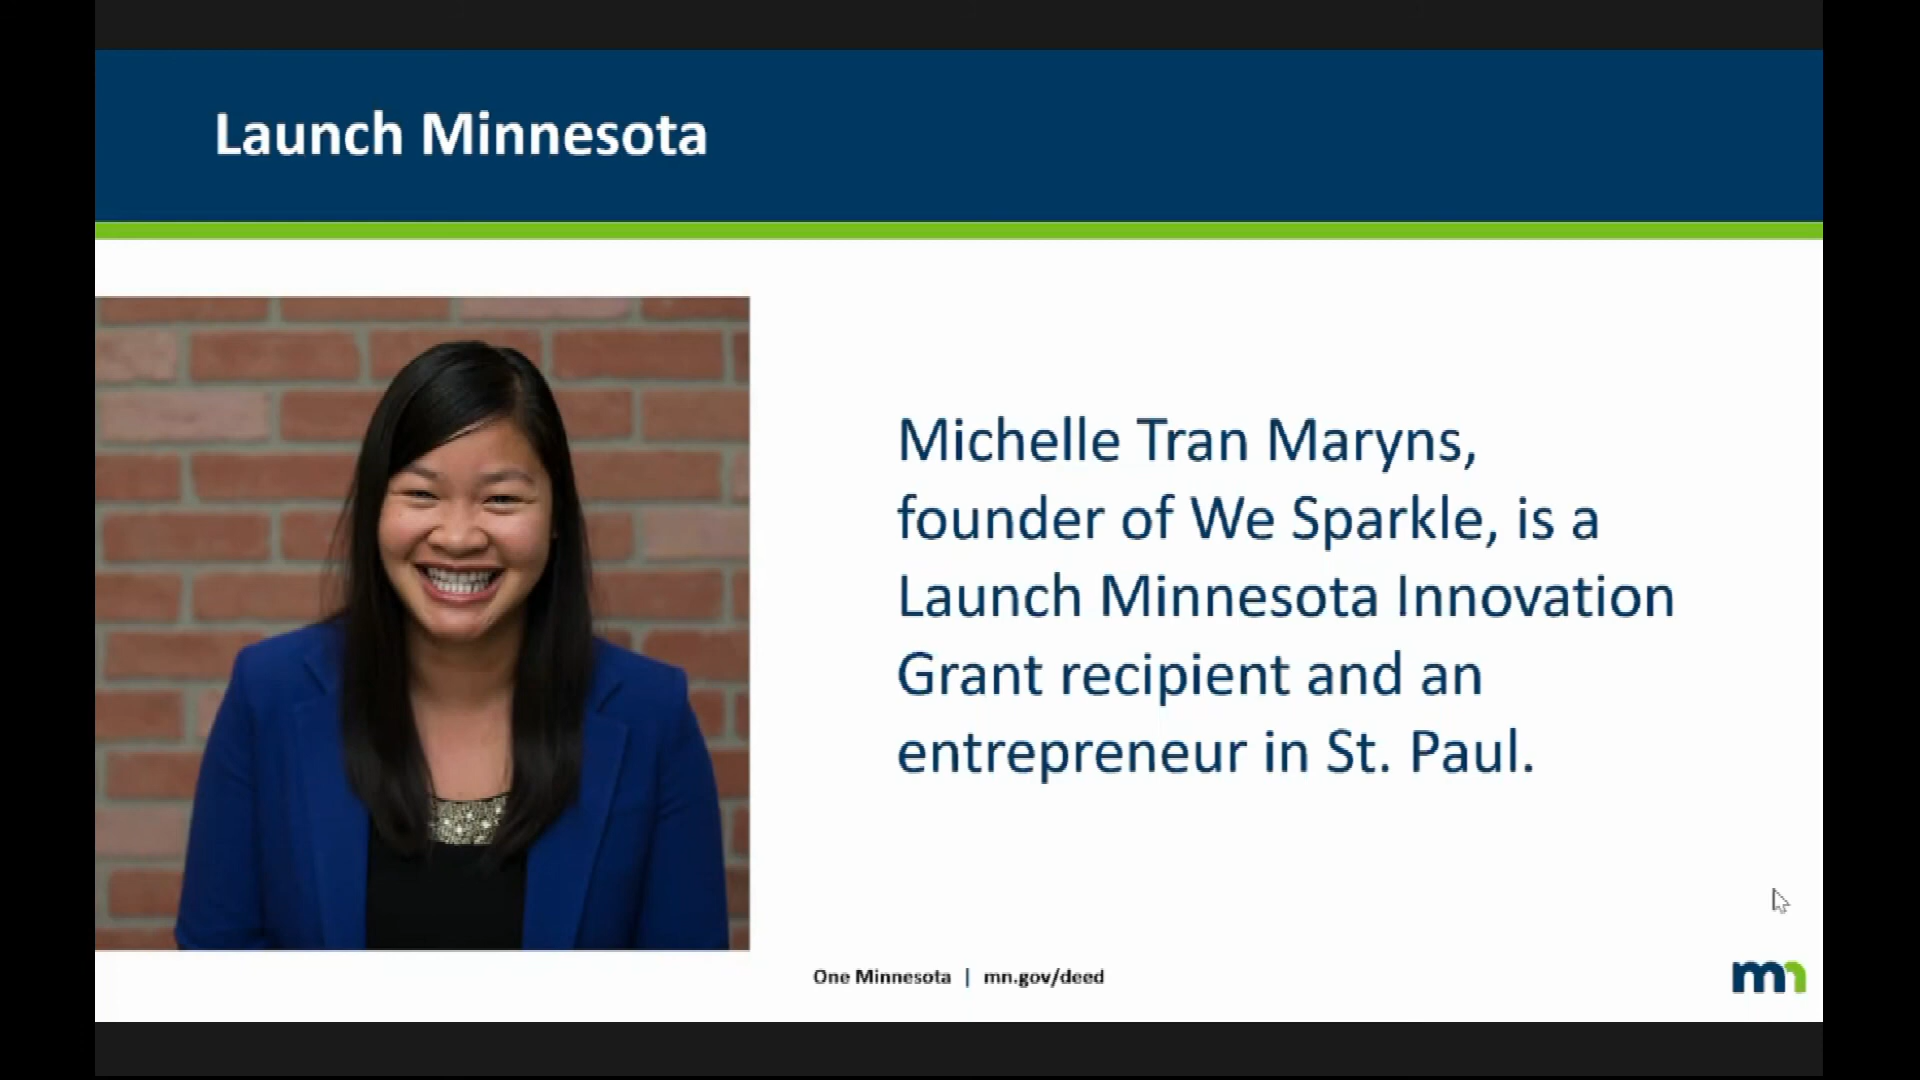 Launch Minnesota
Michelle Tran Maryns,
founder of We Sparkle, is a
Launch Minnesota Innovation
Grant recipient and an
entrepreneur in St. Paul.
One Minnesota | mn.gov/deed
mn